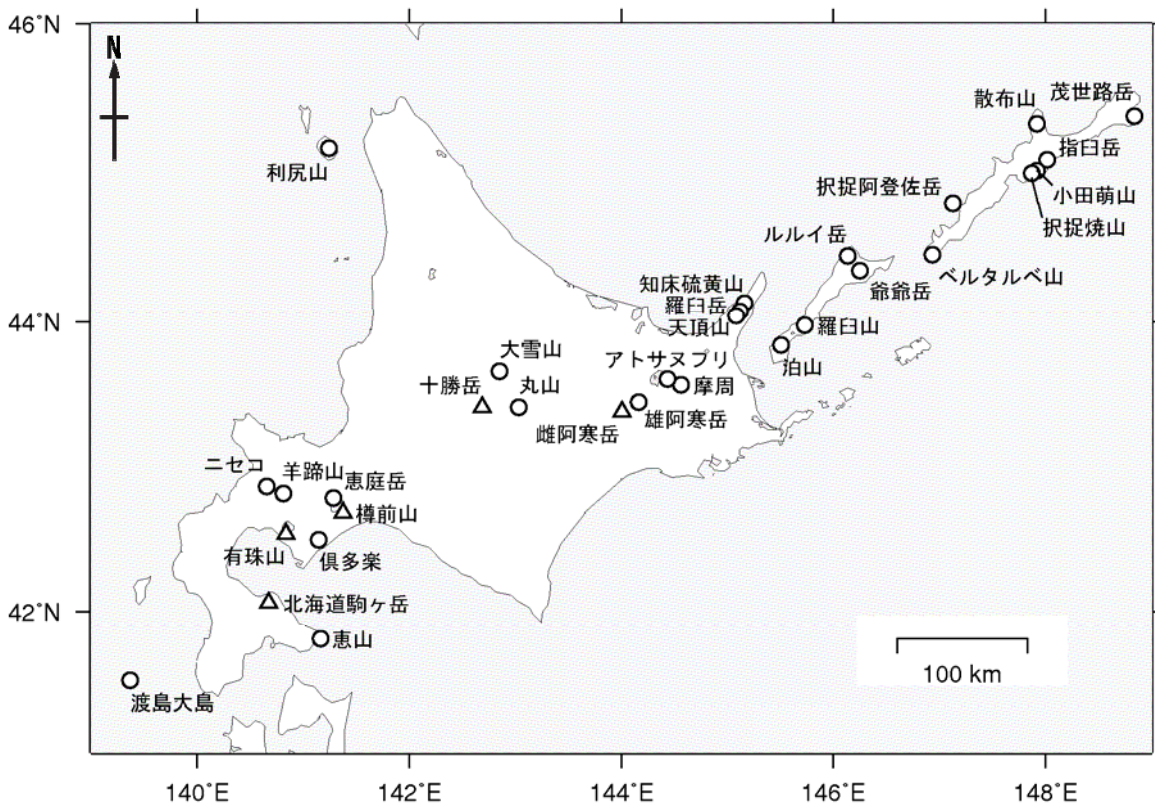 46°N
N
茂世路岳
散布山
指臼岳
利尻山
択捉阿登佐岳
小田萌山
択捉焼山
ルルイ岳
ベルタルベ山
知床硫黄山
爺爺岳
羅臼岳
44°N
天頂山
羅臼山
大雪山
アトサヌプリ
泊山
十勝岳
丸山
摩周
雄阿寒岳
雌阿寒岳
ニセコ
羊蹄山
恵庭岳
樽前山
有珠山
倶多楽
北海道駒ヶ岳
42°N
恵山
100 km
渡島大島
140°E
142°E
144°E
146°E
148°E